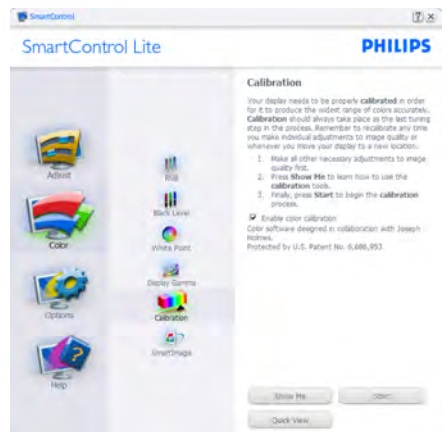 SmartControl
SmartControl Lite
PHILIPS
Adjust
Color
Options
Help
RGB
Black Level
White Point
Display Gamma
Calibration
SmartImage
Calibration
Your display needs to be properly calibrated in order
for it to produce the widest range of colors accurately.
Calibration should always take place as the last tuning
step in the process. Remember to recalibrate any time
you make individual adjustments to image quality or
whenever you move your display to a new location.
1. Make all other necessary adjustments to image
quality first.
2. Press Show Me to learn how to use the
calibration tools.
3. Finally, press Start to begin the calibration
process.
Enable color calibration
Color software designed in collaboration with Joseph
Holmes.
Protected by U.S. Patent No. 6,686,953
Show Me
Start
Quick View